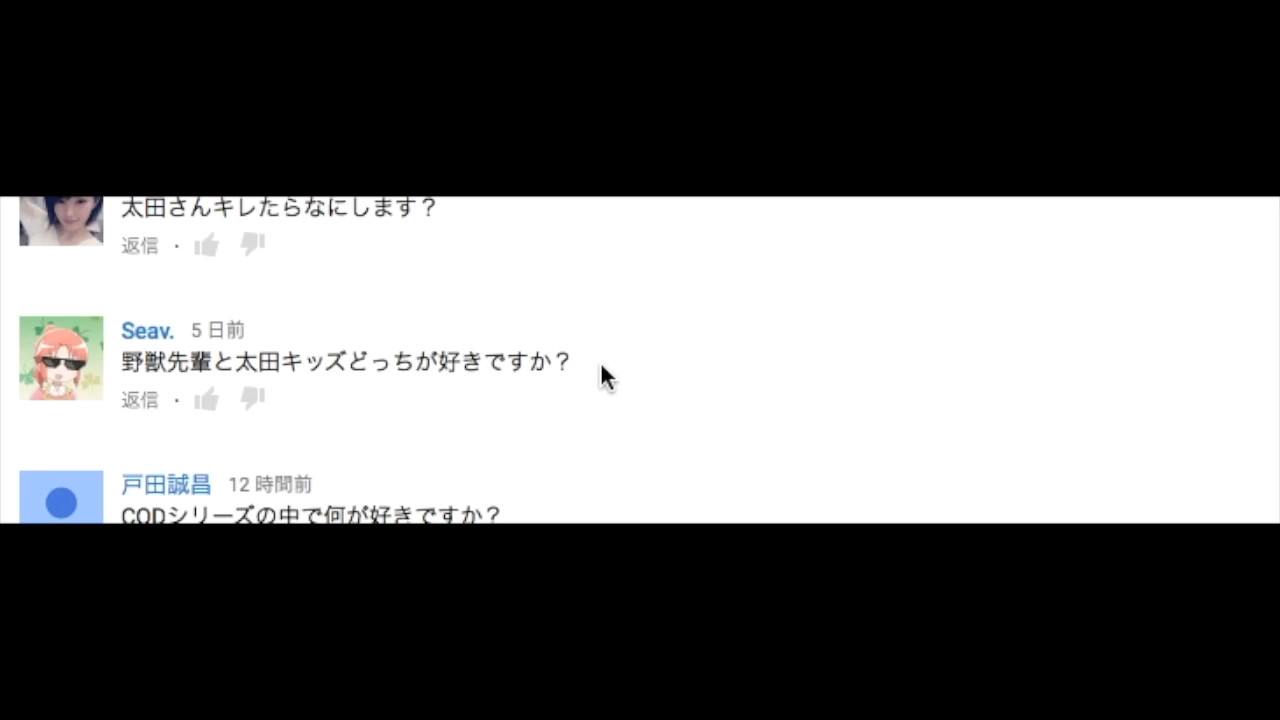 太田さんキレたらなにします？
返信 ・
Seav. 5 日前
野獣先輩と太田キッズどっちが好きですか？
返信 ・
戸田誠昌 12 時間前
CODシリーズの中で何が好きですか？